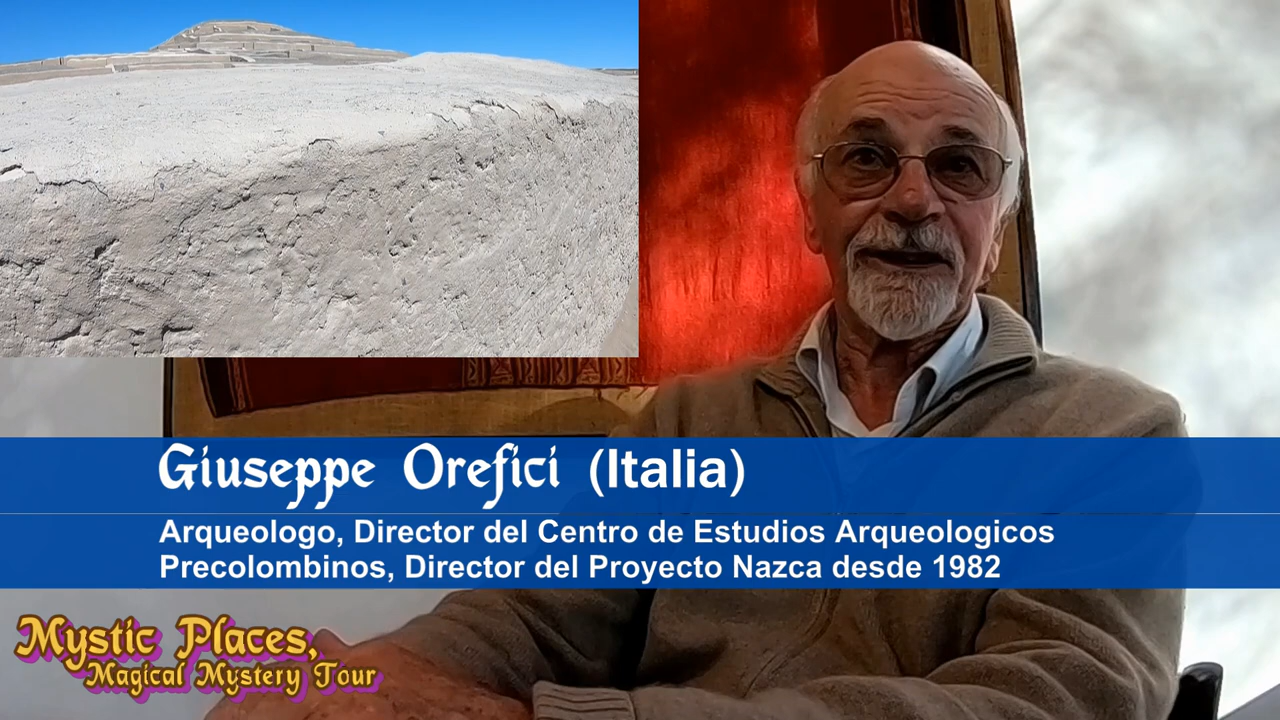 Giuseppe Orefici (Italia)
Arqueologo, Director del Centro de Estudios Arqueologicos
Precolombinos, Director del Proyecto Nazca desde 1982
Mystic Places,
Magical Mystery Tour